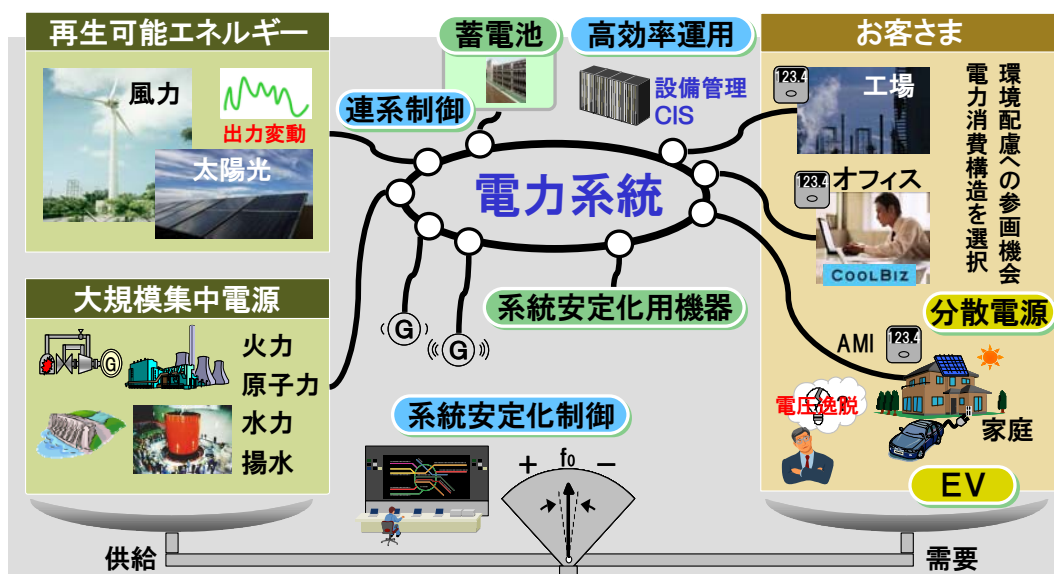 再生可能エネルギー
風力
出力変動
太陽光
大規模集中電源
G
火力
原子力
水力
揚水
供給
蓄電池
高効率運用
連系制御
設備管理
CIS
電力系統
G
G
系統安定化用機器
系統安定化制御
+ f0 −
お客さま
123.4
工場
環境配慮への参画機会
電力消費構造を選択
123.4
オフィス
COOLBIZ
分散電源
AMI
123.4
電圧逸脱
家庭
EV
需要